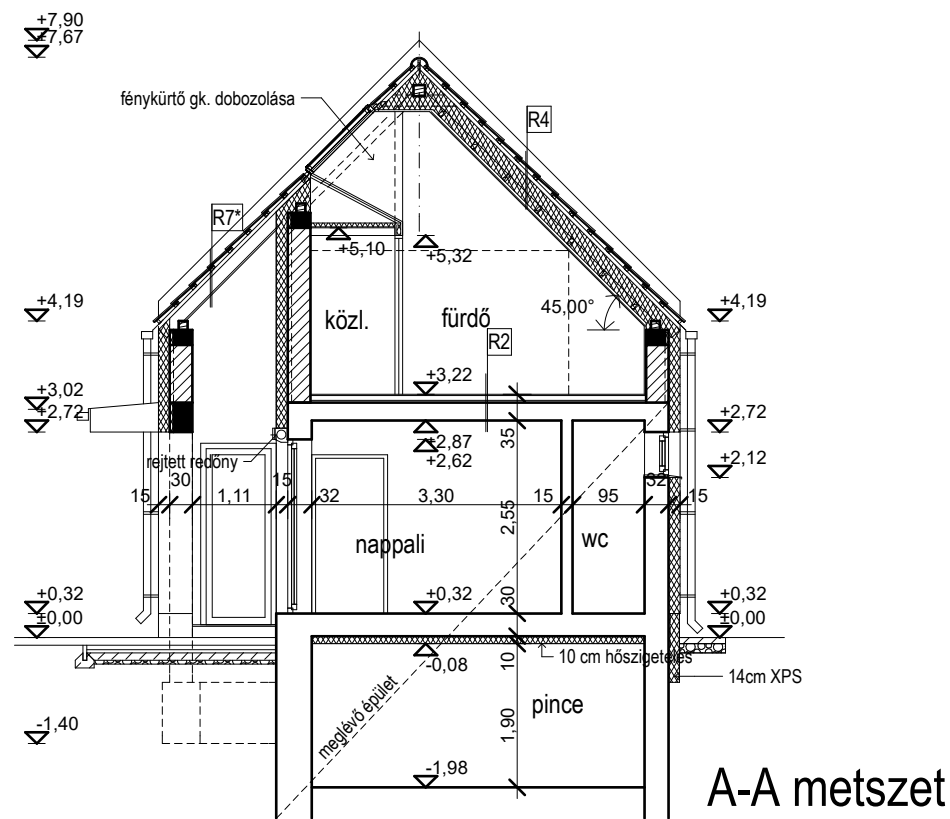 +7,90
+7,67
fénykürtő gk. dobozolása
R4
R7*
+5,10
+5,32
+4,19
45,00°
+4,19
közl.
fürdő
R2
+3,22
+3,02
+2,72
+2,72
+2,87
35
+2,62
+2,12
rejtett redőny
15
30
1,11
15
32
3,30
15
95
32
15
2,55
nappali
wc
+0,32
+0,32
30
+0,32
±0,00
±0,00
-0,08
10
10 cm hőszigetelés
14cm XPS
meglévő épület
pince
1,90
-1,40
-1,98
A-A metszet